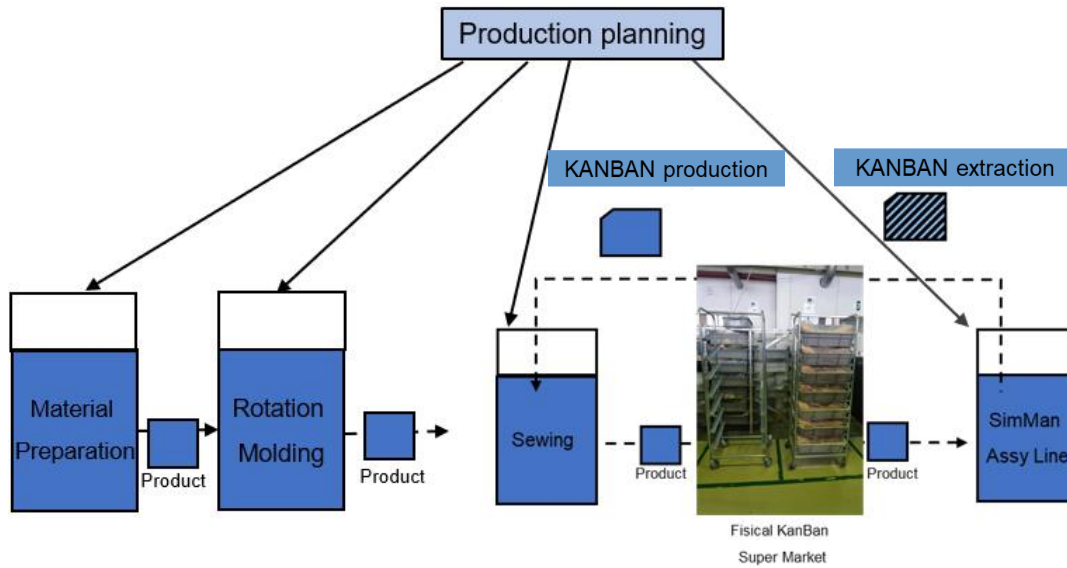 Production planning
KANBAN production
KANBAN extraction
Material
Preparation
Product
Rotation
Molding
Product
Sewing
Product
Product
SimMan
Assy Line
Fisical KanBan
Super Market